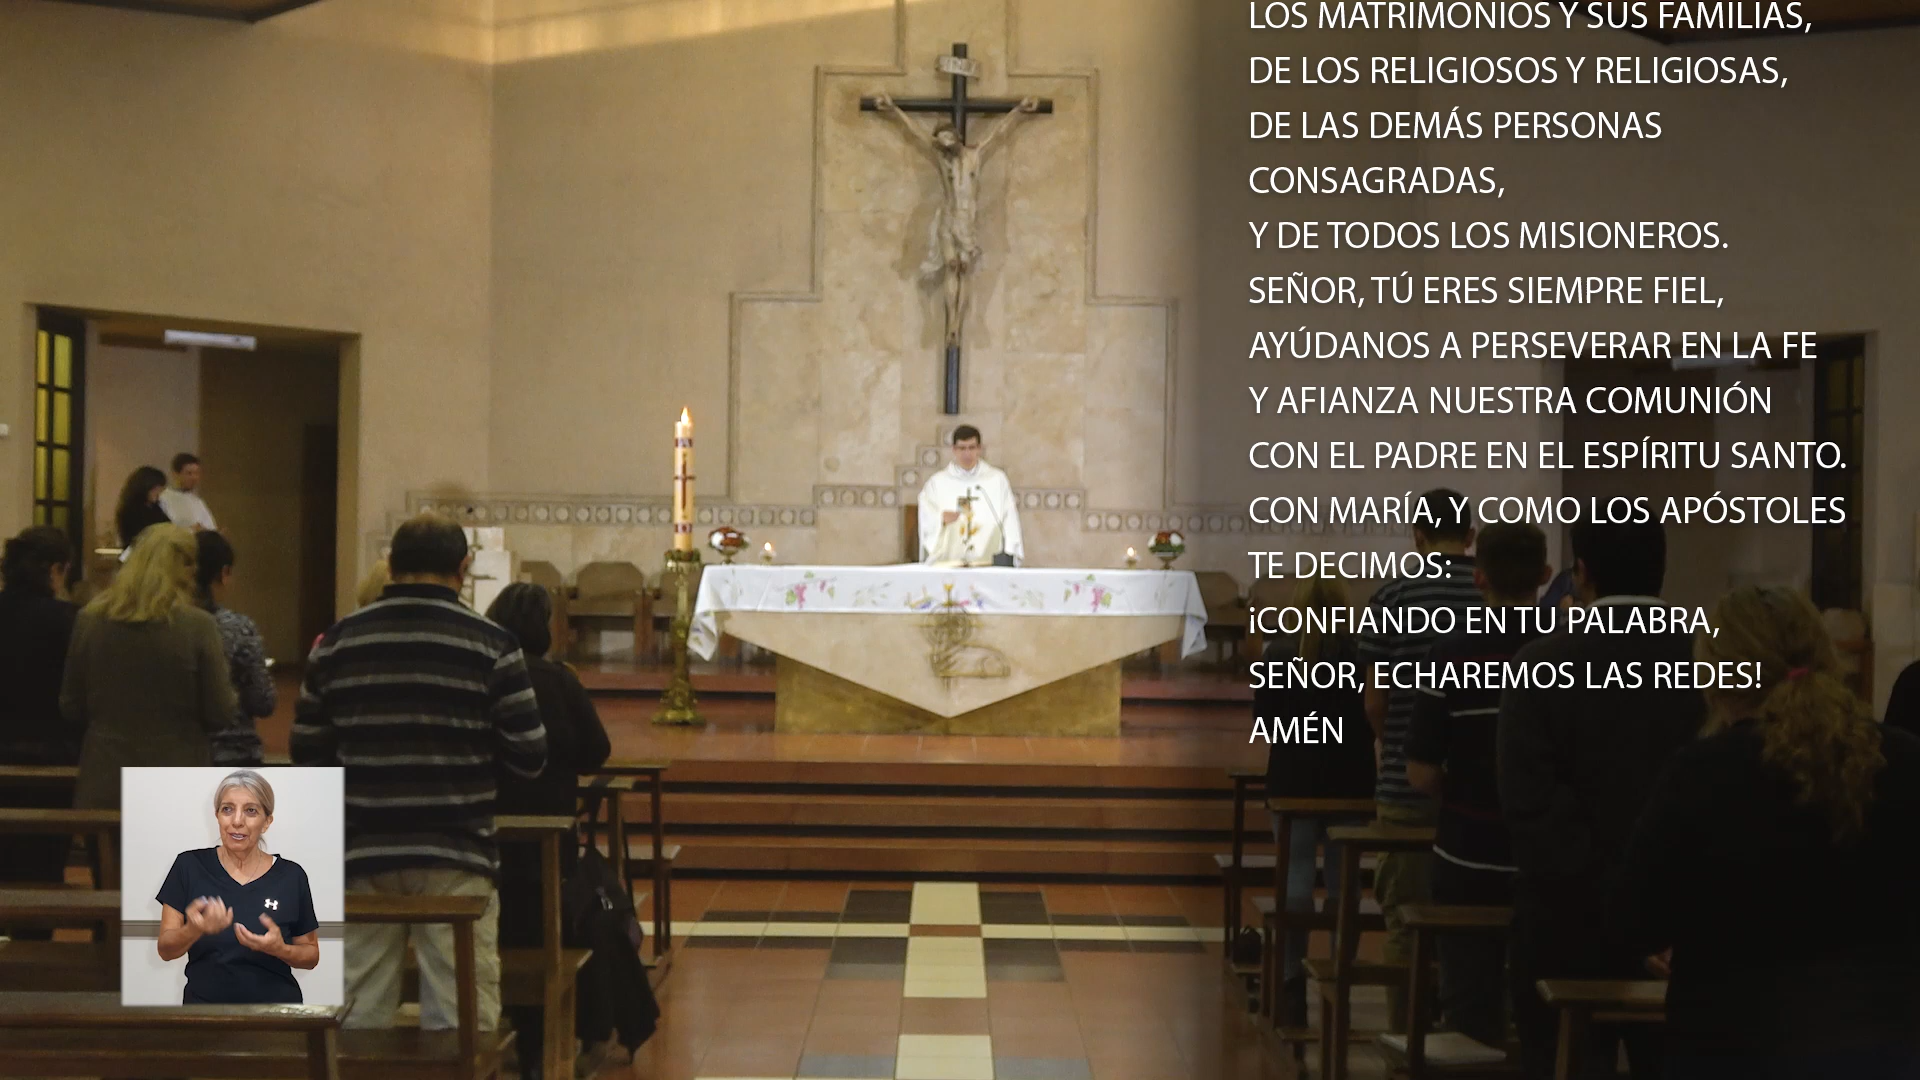 LOS MATRIMONIOS Y SUS FAMILIAS,
DE LOS RELIGIOSOS Y RELIGIOSAS,
DE LAS DEMÁS PERSONAS
CONSAGRADAS,
Y DE TODOS LOS MISIONEROS.
SEÑOR, TÚ ERES SIEMPRE FIEL,
AYÚDANOS A PERSEVERAR EN LA FE
Y AFIANZA NUESTRA COMUNIÓN
CON EL PADRE EN EL ESPÍRITU SANTO.
CON MARÍA, Y COMO LOS APÓSTOLES
TE DECIMOS:
¡CONFIANDO EN TU PALABRA,
SEÑOR, ECHAREMOS LAS REDES!
AMÉN